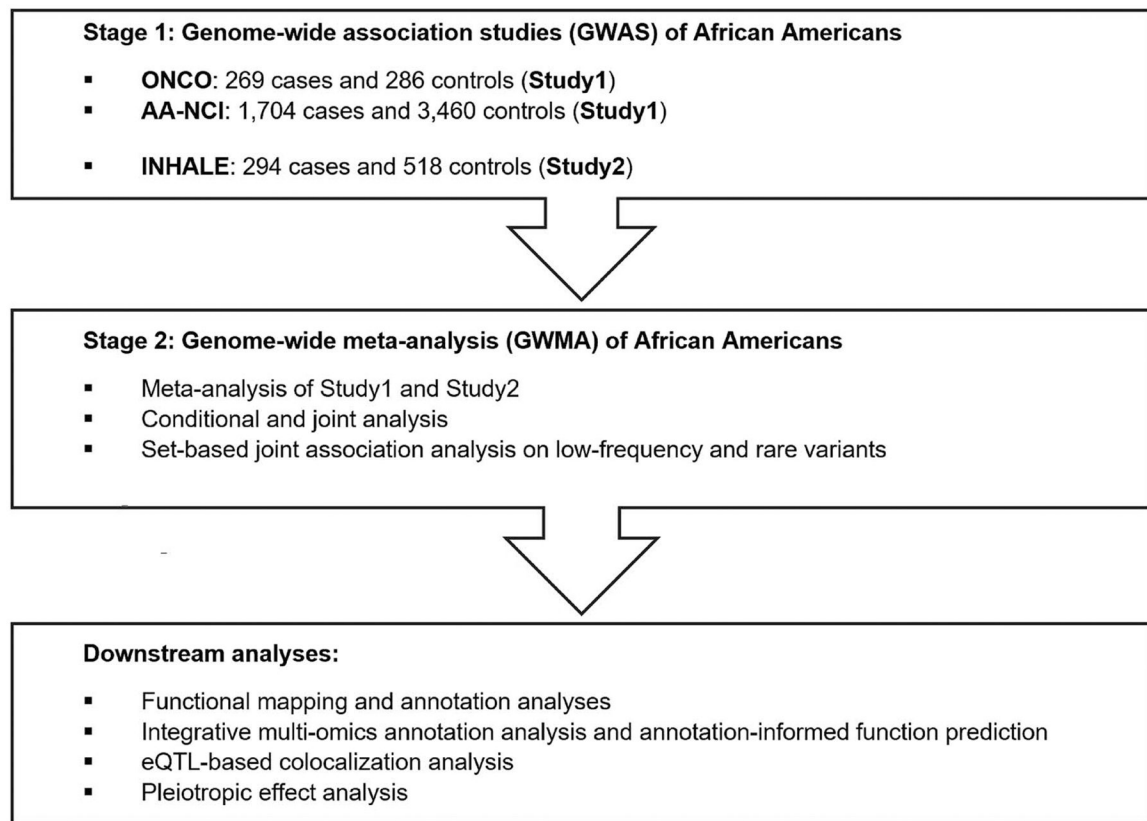 Stage 1: Genome-wide association studies (GWAS) of African Americans
▪ ONCO: 269 cases and 286 controls (Study1)
▪ AA-NCI: 1,704 cases and 3,460 controls (Study1)
▪ INHALE: 294 cases and 518 controls (Study2)
Stage 2: Genome-wide meta-analysis (GWMA) of African Americans
▪ Meta-analysis of Study1 and Study2
▪ Conditional and joint analysis
▪ Set-based joint association analysis on low-frequency and rare variants
Downstream analyses:
▪ Functional mapping and annotation analyses
▪ Integrative multi-omics annotation analysis and annotation-informed function prediction
▪ eQTL-based colocalization analysis
▪ Pleiotropic effect analysis